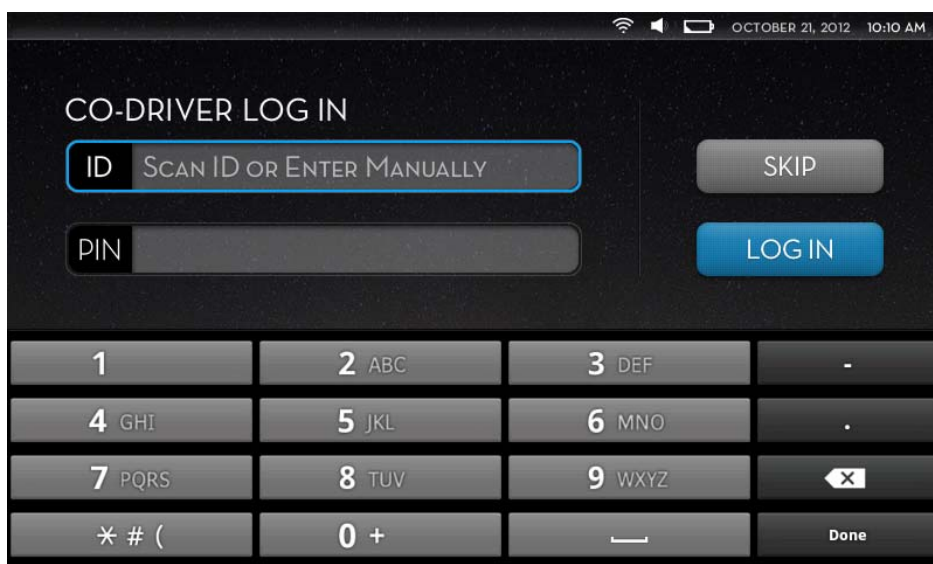 OCTOBER 21, 2012 10:10 AM
CO-DRIVER LOG IN
ID SCAN ID OR ENTER MANUALLY
SKIP
PIN
LOG IN
1 2 ABC 3 DEF -
4 GHI 5 JKL 6 MNO .
7 PQRS 8 TUV 9 WXYZ
* # ( 0 + Done